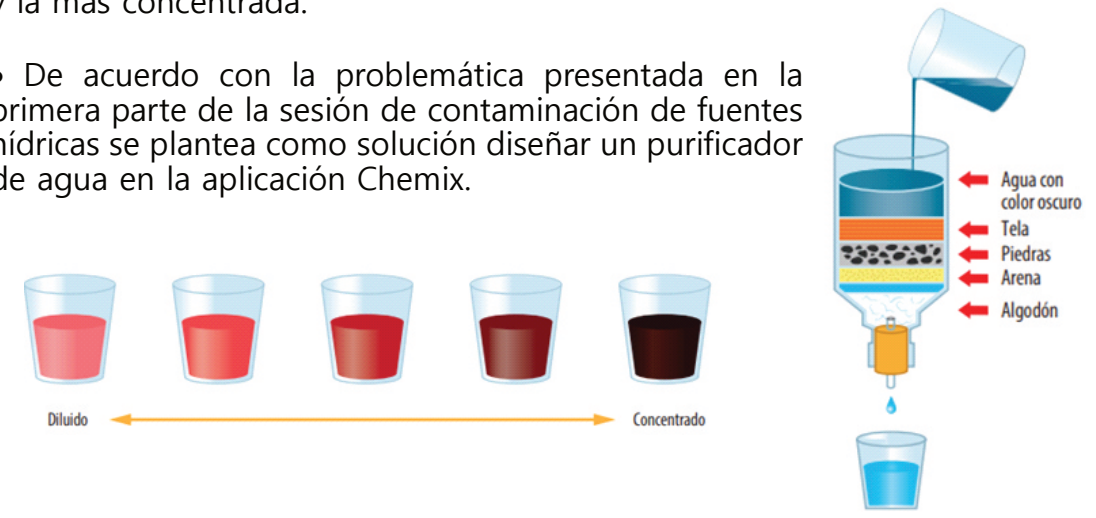 y la más concentrada.
• De acuerdo con la problemática presentada en la
primera parte de la sesión de contaminación de fuentes
hídricas se plantea como solución diseñar un purificador
de agua en la aplicación Chemix.
Agua con
color oscuro
Tela
Piedras
Arena
Algodón
Diluido
Concentrado